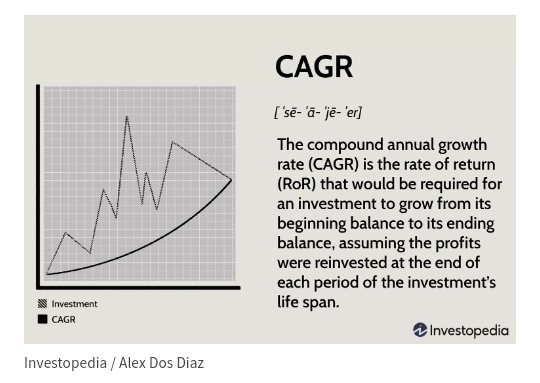 CAGR
[ 'sē- 'ā- 'jē- 'er]
The compound annual growth
rate (CAGR) is the rate of return
(RoR) that would be required for
an investment to grow from its
beginning balance to its ending
balance, assuming the profits
were reinvested at the end of
each period of the investment's
life span.
Investment
CAGR
Investopedia
Investopedia / Alex Dos Diaz